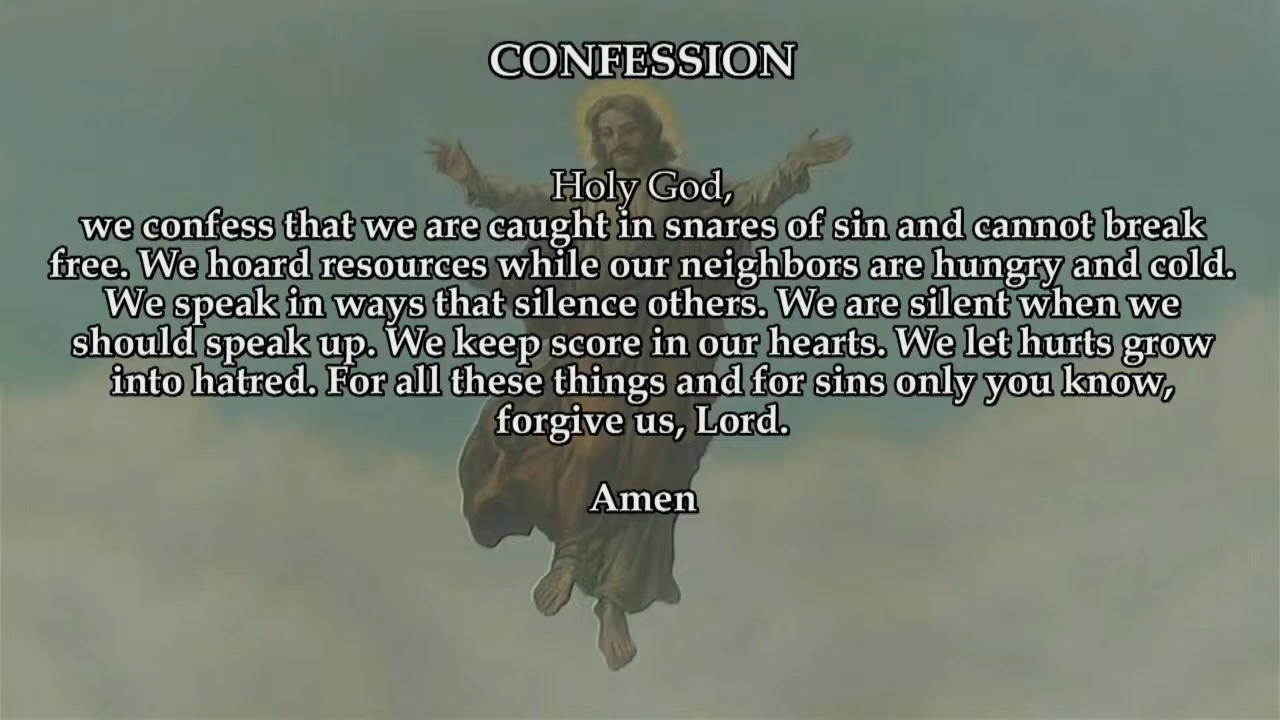 CONFESSION
Holy God,
we confess that we are caught in snares of sin and cannot break
free. We hoard resources while our neighbors are hungry and cold.
We speak in ways that silence others. We are silent when we
should speak up. We keep score in our hearts. We let hurts grow
into hatred. For all these things and for sins only you know,
forgive us, Lord.
Amen